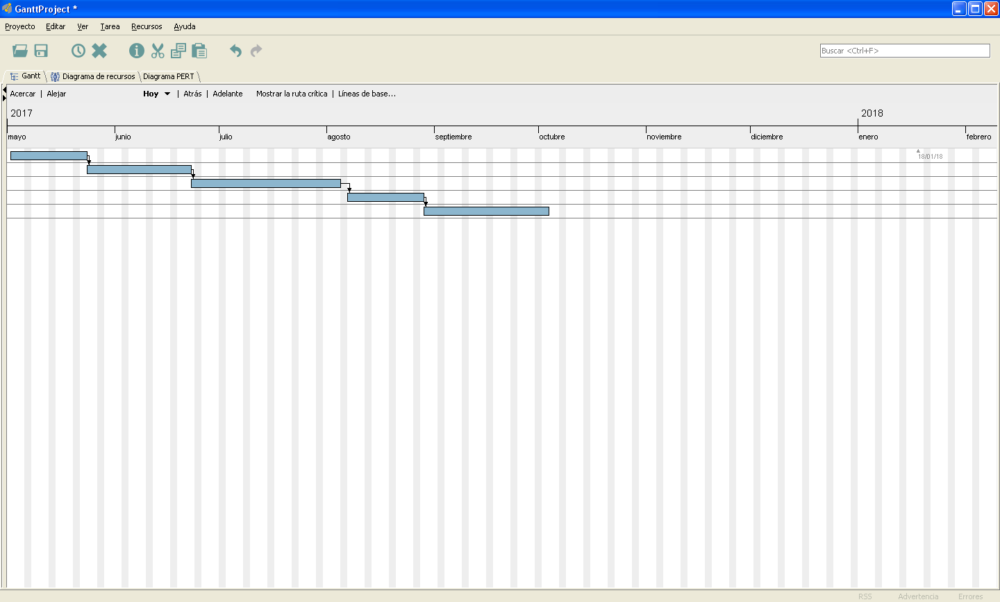 GanttProject *
Proyecto Editar Ver Tarea Recursos Ayuda
Buscar <Ctrl+F>
Gantt Diagrama de recursos Diagrama PERT
Acercar | Alejar Hoy | Atrás | Adelante Mostrar la ruta crítica | Líneas de base...
2017 2018
mayo junio julio agosto septiembre octubre noviembre diciembre enero febrero
18/01/18
RSS Advertencia Errores